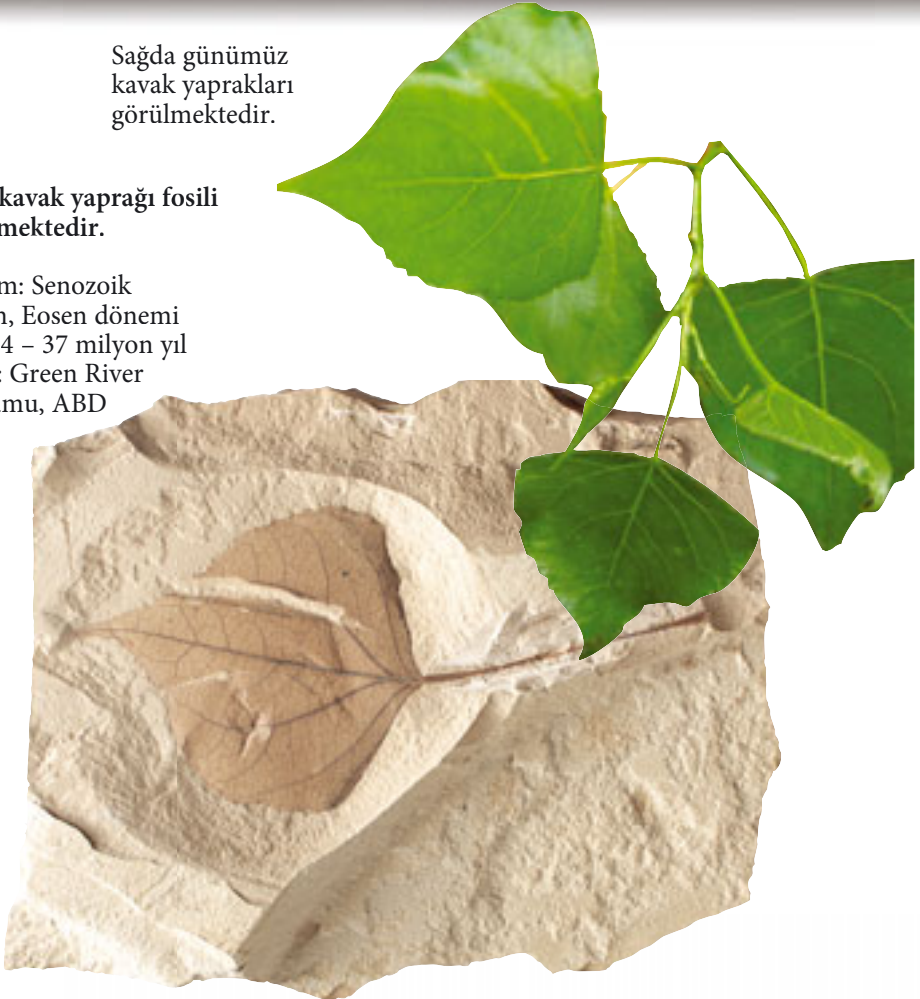 Sağda günümüz
kavak yaprakları
görülmektedir.
kavak yaprağı fosili
mektedir.
m: Senozoik
n, Eosen dönemi
4 – 37 milyon yıl
: Green River
umu, ABD